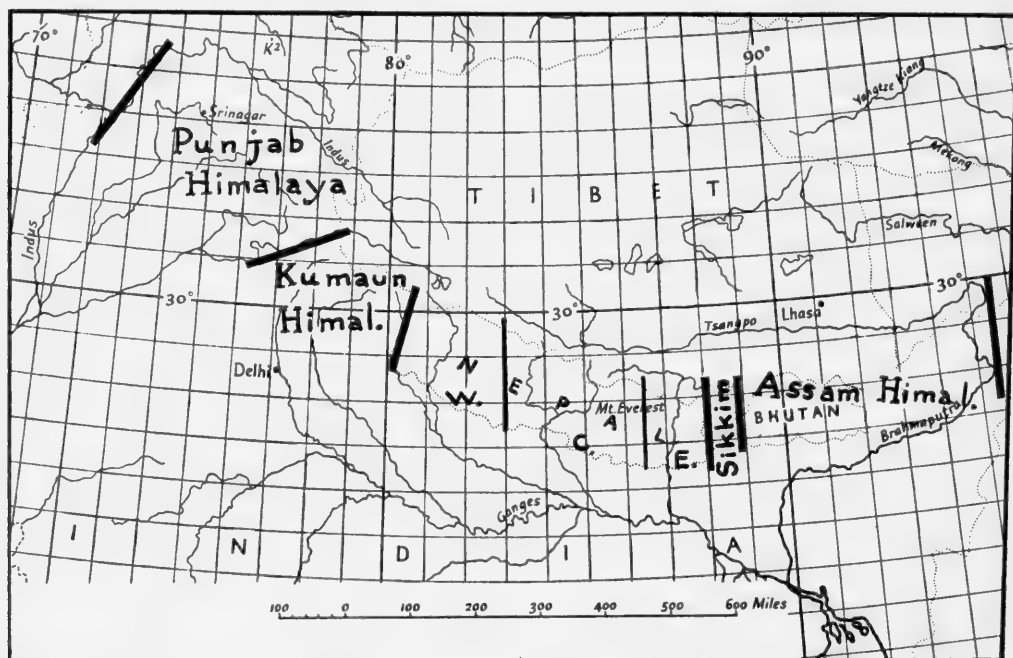 70°
K²
80°
90°
Yangtze Kiang
Srinagar
Mekong
Punjab
Indus
Himalaya
T I B E T
Indus
Salween
Kumaun
30°
30°
Himal.
30°
Lhasa
Tsangpo
Delhi
N E P A L
W. C. E.
Mt. Everest
Sikkim
Assam Himal.
BHUTAN
Brahmaputra
Ganges
I N D I A
100 0 100 200 300 400 500 600 Miles